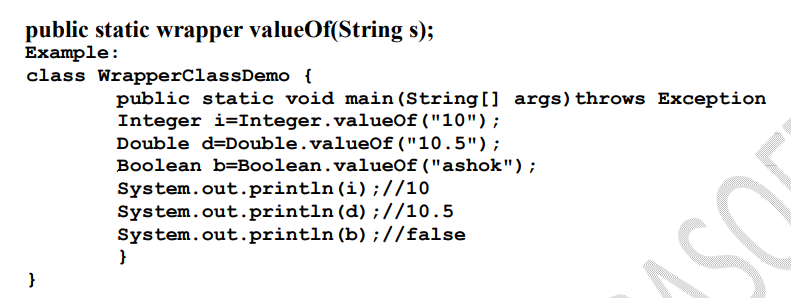 public static wrapper valueOf(String s);
Example:
class WrapperClassDemo {
public static void main(String[] args)throws Exception
Integer i=Integer.valueOf("10");
Double d=Double.valueOf("10.5");
Boolean b=Boolean.valueOf("ashok");
System.out.println(i);//10
System.out.println(d);//10.5
System.out.println(b);//false
}
}
ASOF